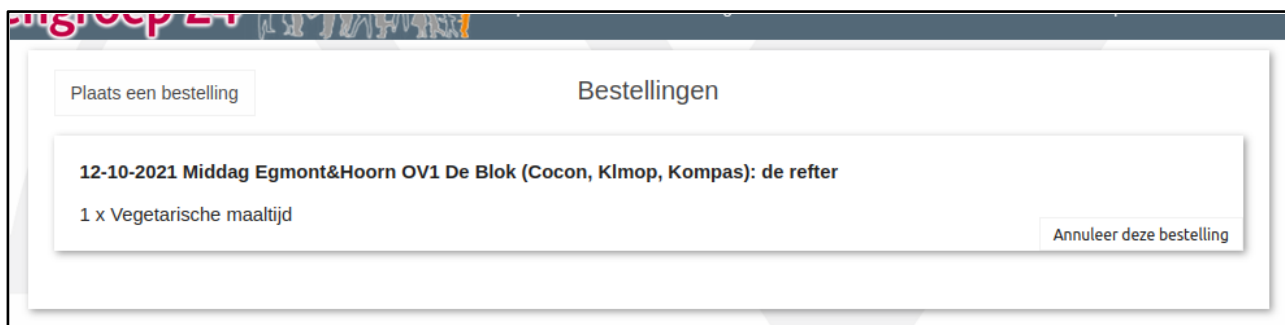 Plaats een bestelling
Bestellingen
12-10-2021 Middag Egmont&Hoorn OV1 De Blok (Cocon, Klmop, Kompas): de refter
1 x Vegetarische maaltijd
Annuleer deze bestelling